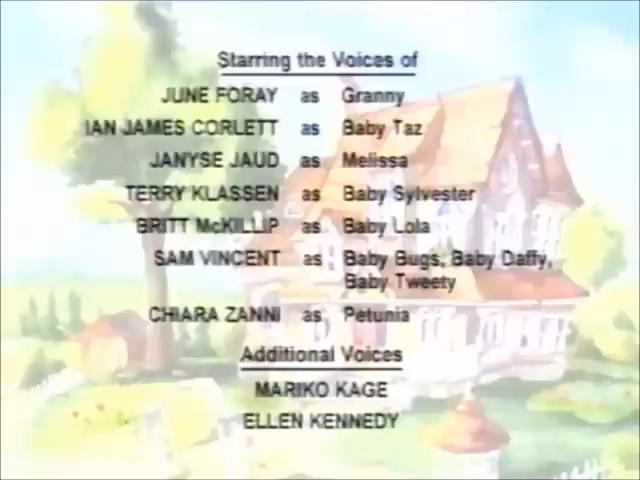 Starring the Voices of
JUNE FORAY as Granny
IAN JAMES CORLETT as Baby Taz
JANYSE JAUD as Melissa
TERRY KLASSEN as Baby Sylvester
BRITT McKILLIP as Baby Lola
SAM VINCENT as Baby Bugs, Baby Daffy,
Baby Tweety
CHIARA ZANNI as Petunia
Additional Voices
MARIKO KAGE
ELLEN KENNEDY